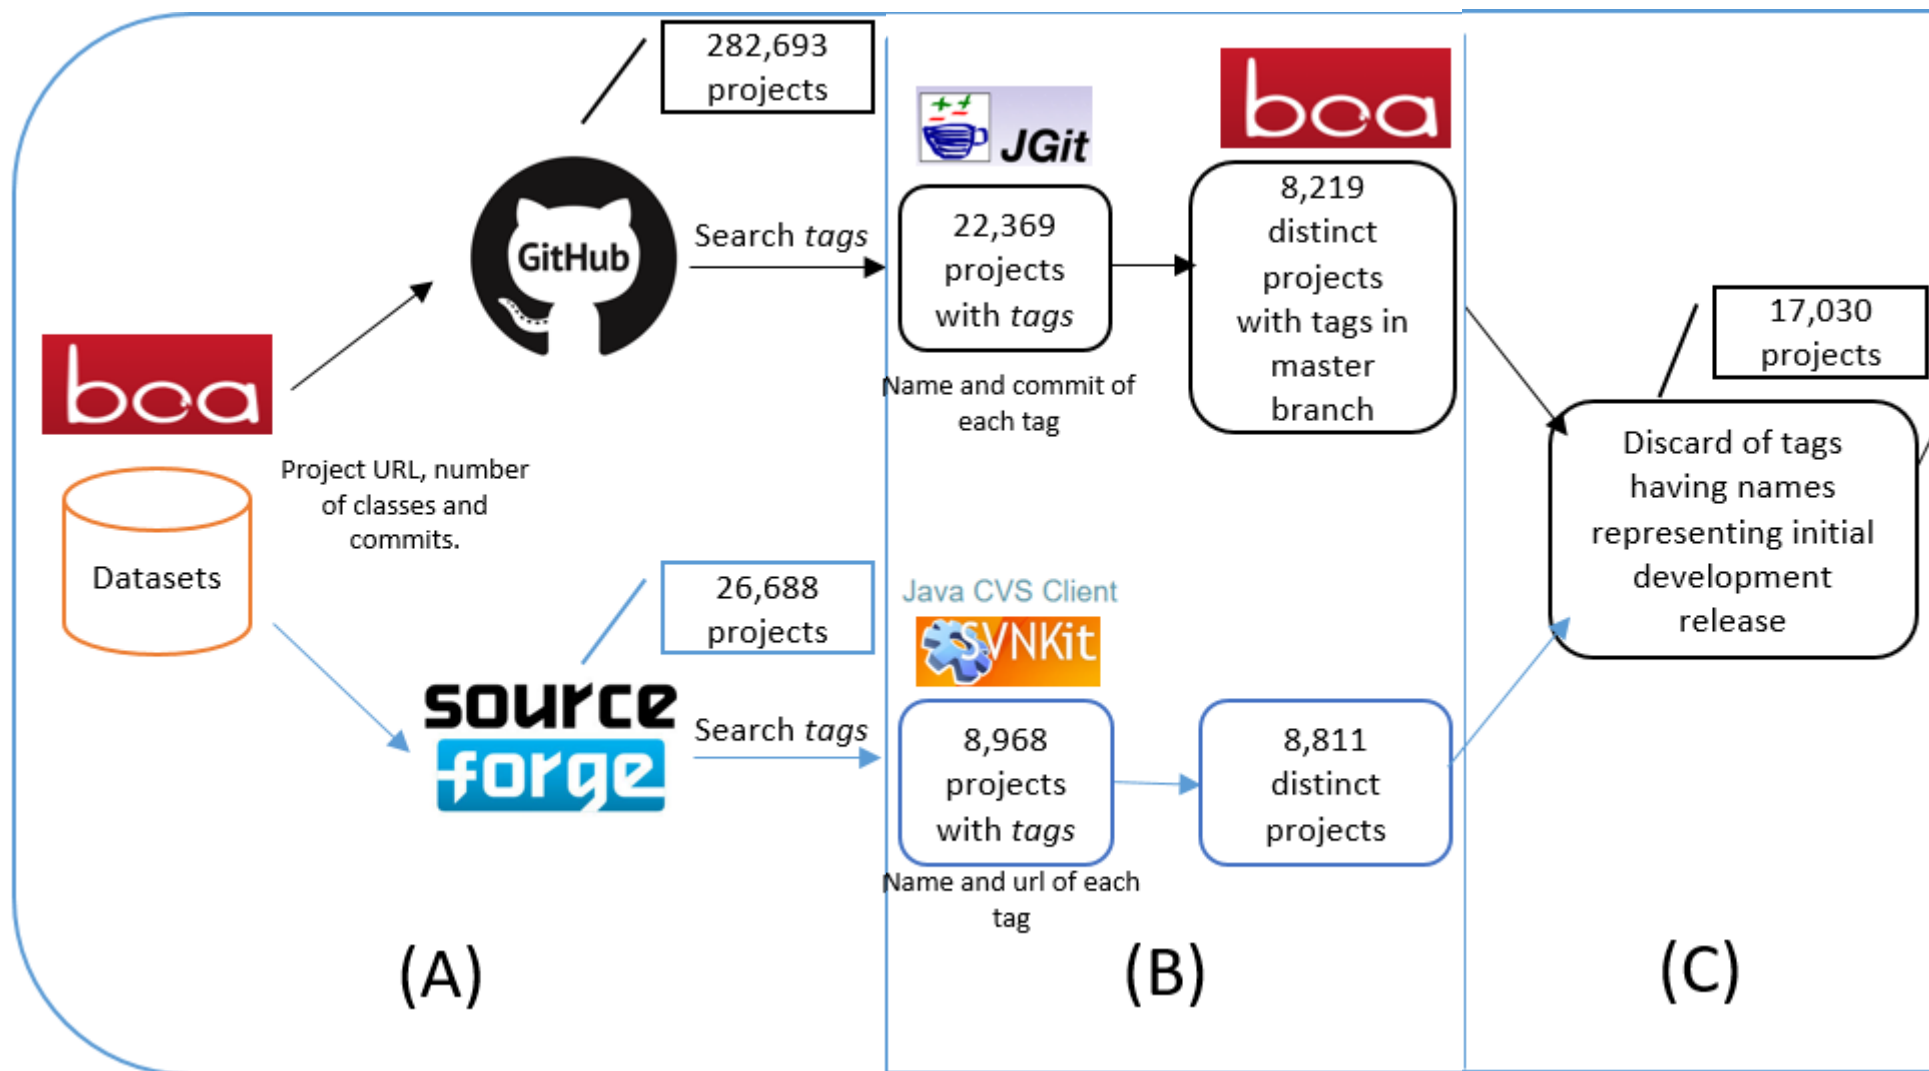 282,693
projects
GitHub
Search tags
boa
Datasets
Project URL, number
of classes and
commits.
26,688
projects
source
forge
Search tags
(A)
JGit
22,369
projects
with tags
Name and commit of
each tag
boa
8,219
distinct
projects
with tags in
master
branch
Java CVS Client
SVNKit
8,968
projects
with tags
Name and url of each
tag
8,811
distinct
projects
(B)
17,030
projects
Discard of tags
having names
representing initial
development
release
(C)